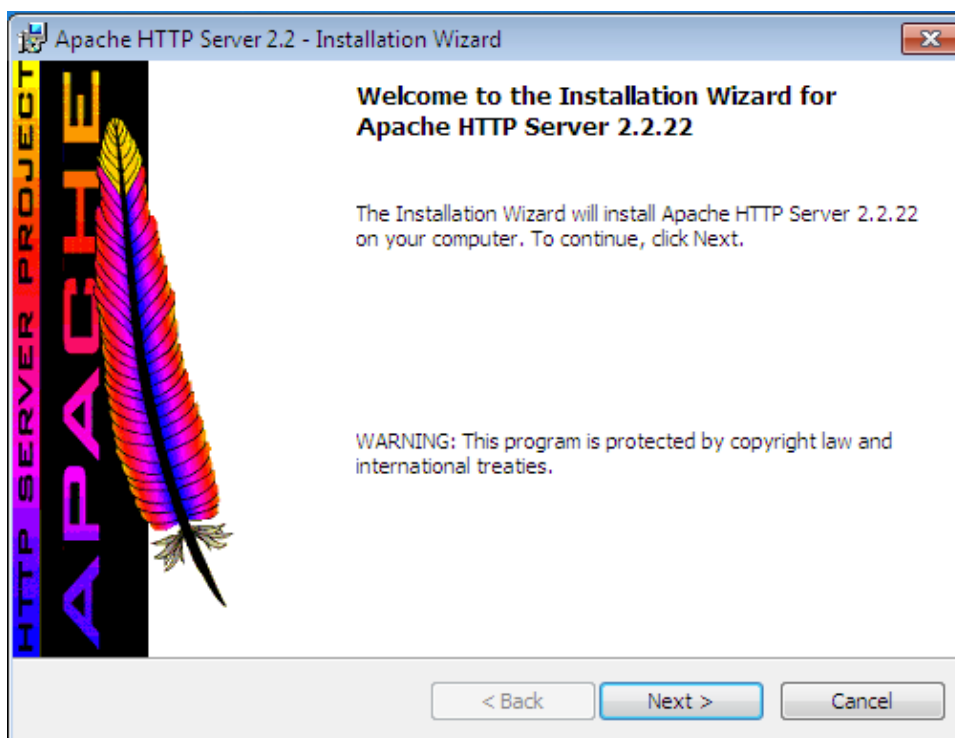 Apache HTTP Server 2.2 - Installation Wizard
HTTP SERVER PROJECT
APACHE
Welcome to the Installation Wizard for
Apache HTTP Server 2.2.22
The Installation Wizard will install Apache HTTP Server 2.2.22
on your computer. To continue, click Next.
WARNING: This program is protected by copyright law and
international treaties.
< Back
Next >
Cancel